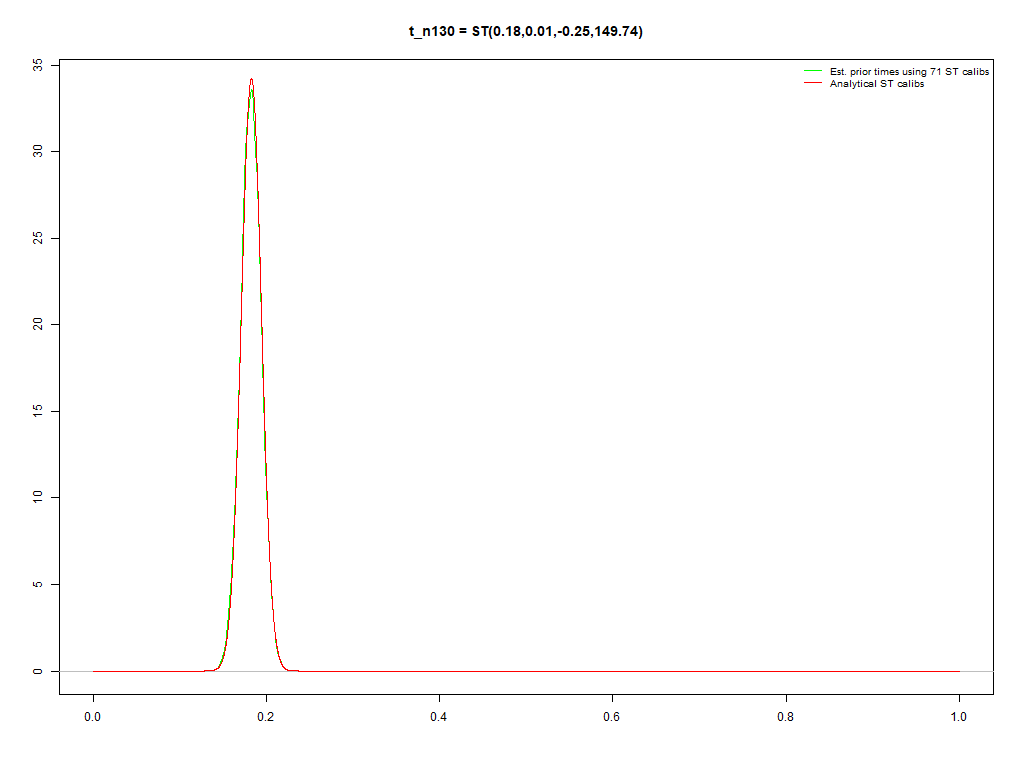 t_n130 = ST(0.18,0.01,-0.25,149.74)
Est. prior times using 71 ST calibs
Analytical ST calibs
35
30
25
20
15
10
5
0
0.0 0.2 0.4 0.6 0.8 1.0